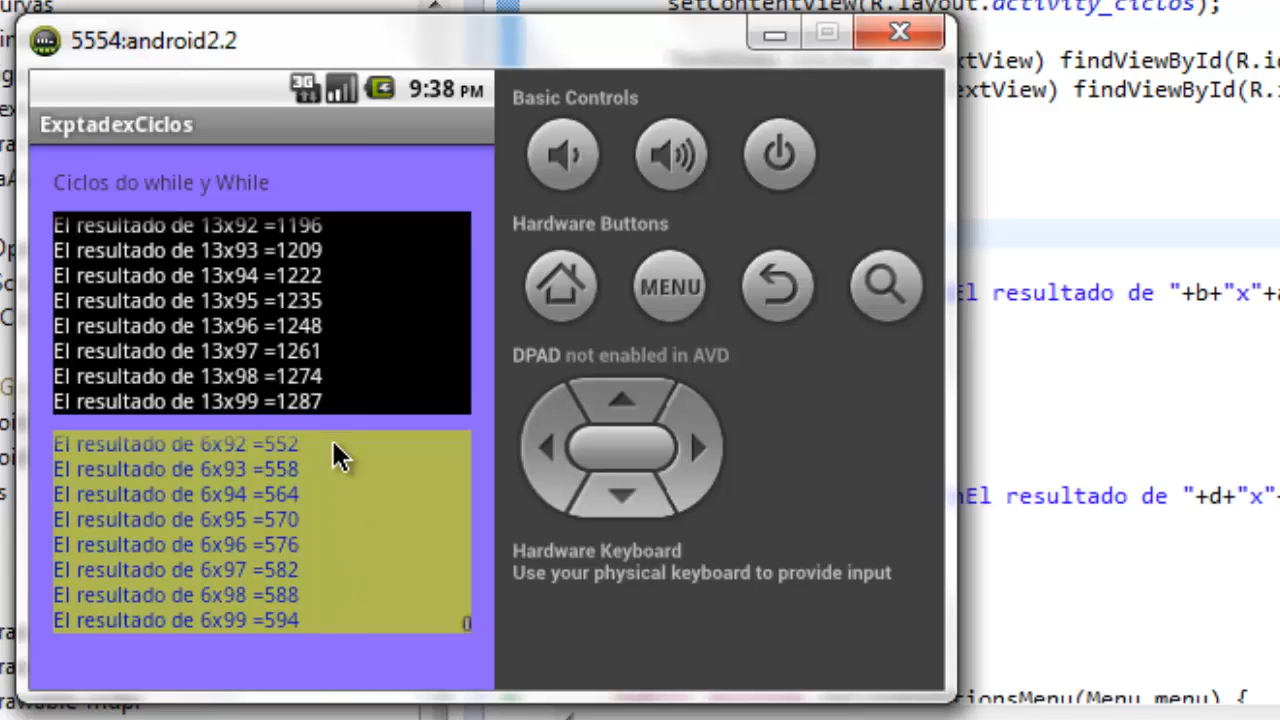 urvas
setContentView(R.layout.activity_ciclos);
5554:android2.2
xtView) findViewById(R.i
extView) findViewById(R.
3G
9:38 PM
Basic Controls
ExptadexCiclos
Ciclos do while y While
El resultado de 13x92 =1196
El resultado de 13x93 =1209
El resultado de 13x94 =1222
El resultado de 13x95 =1235
El resultado de 13x96 =1248
El resultado de 13x97 =1261
El resultado de 13x98 =1274
El resultado de 13x99 =1287
Hardware Buttons
MENU
El resultado de "+b+"x"+a
DPAD not enabled in AVD
El resultado de 6x92 =552
El resultado de 6x93 =558
El resultado de 6x94 =564
El resultado de 6x95 =570
El resultado de 6x96 =576
El resultado de 6x97 =582
El resultado de 6x98 =588
El resultado de 6x99 =594
0
nEl resultado de "+d+"x"
Hardware Keyboard
Use your physical keyboard to provide input
tionsMenu(Menu menu) {